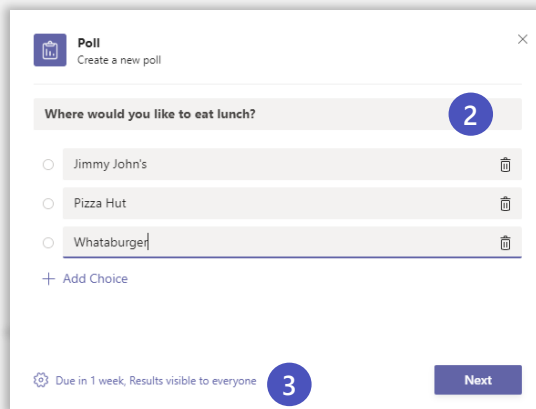 Poll
Create a new poll
Where would you like to eat lunch?
2
Jimmy John's
Pizza Hut
Whataburger
Add Choice
Due in 1 week, Results visible to everyone
3
Next